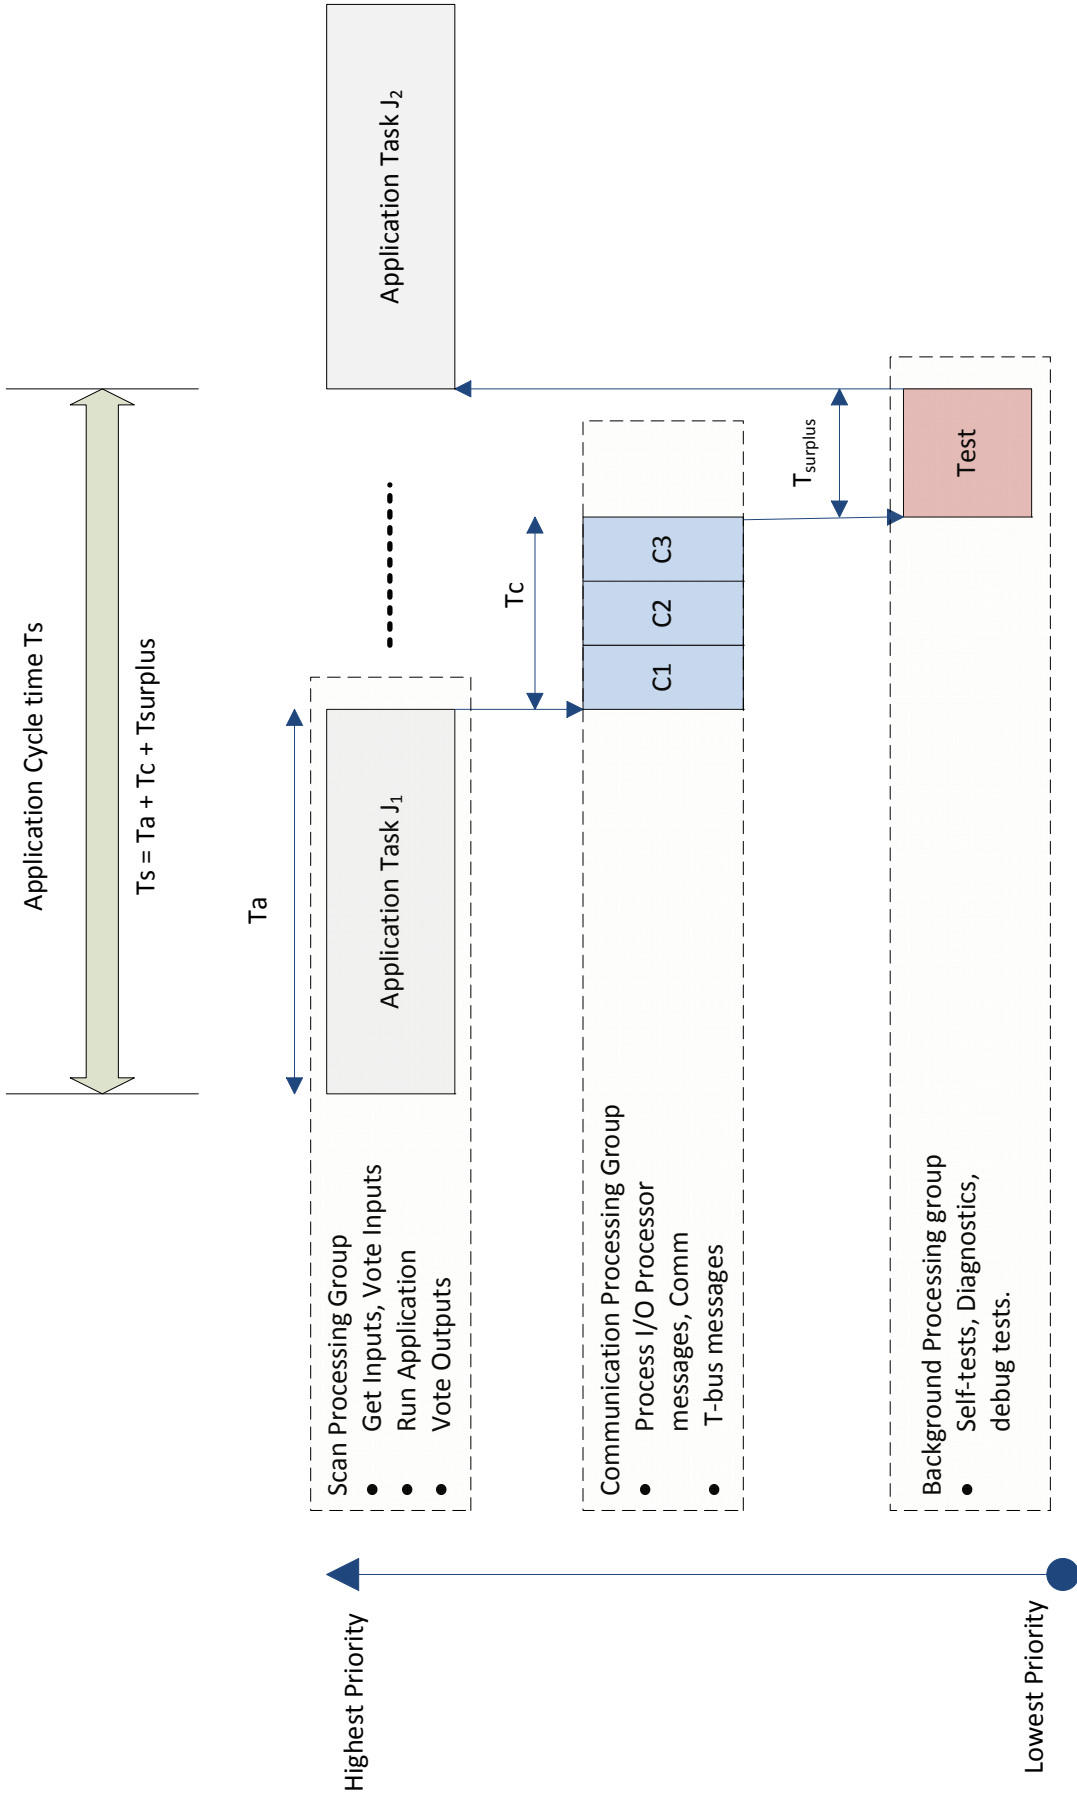 Application Cycle time Ts
Ts = Ta + Tc + Tsurplus
Highest Priority
Scan Processing Group
● Get Inputs, Vote Inputs
● Run Application
● Vote Outputs
Ta
Application Task J₁
Application Task J₂
Communication Processing Group
● Process I/O Processor
messages, Comm
● T-bus messages
Tc
C1
C2
C3
Tsurplus
Lowest Priority
Background Processing group
● Self-tests, Diagnostics,
debug tests.
Test